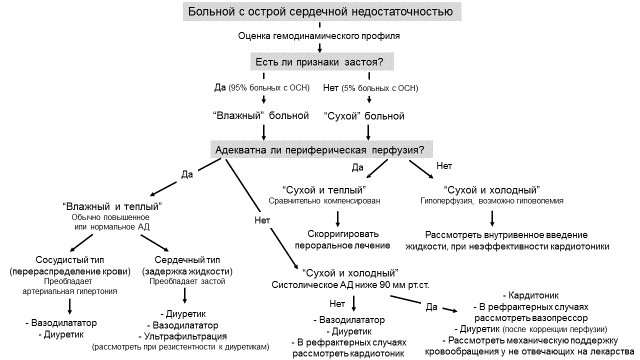 Больной с острой сердечной недостаточностью
Оценка гемодинамического профиля
Есть ли признаки застоя?
Да (95% больных с ОСН)
Нет (5% больных с ОСН)
“Влажный” больной
“Сухой” больной
Адекватна ли периферическая перфузия?
Да
Да
Нет
“Влажный и теплый”
Обычно повышенное
или нормальное АД
Нет
“Сухой и теплый”
Сравнительно компенсирован
“Сухой и холодный”
Гипоперфузия, возможно гиповолемия
Скорригировать
пероральное лечение
Рассмотреть внутривенное введение
жидкости, при неэффективности кардиотоники
Сосудистый тип
(перераспределение крови)
Преобладает
артериальная гипертония
Сердечный тип
(задержка жидкости)
Преобладает застой
“Сухой и холодный”
Систолическое АД ниже 90 мм рт.ст.
- Вазодилататор
- Диуретик
- Диуретик
- Вазодилататор
- Ультрафильтрация
(рассмотреть при резистентности к диуретикам)
Нет
Да
- Вазодилататор
- Диуретик
- В рефрактерных случаях
рассмотреть кардиотоник
- Кардитоник
- В рефрактерных случаях
рассмотреть вазопрессор
- Диуретик (после коррекции перфузии)
- Рассмотреть механическую поддержку
кровообращения у не отвечающих на лекарства